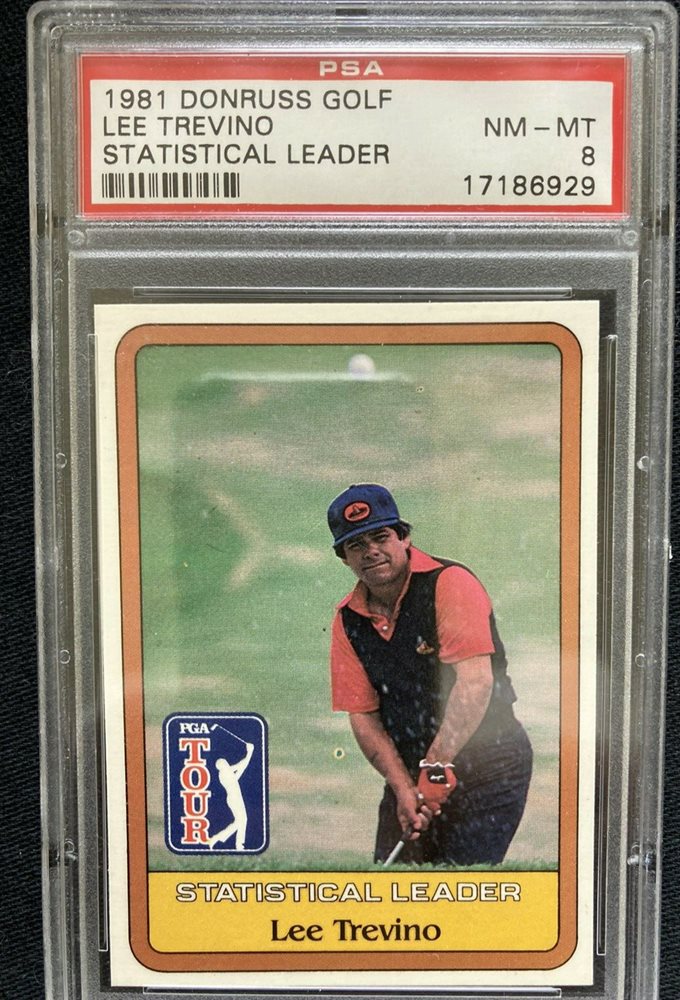 PSA
1981 DONRUSS GOLF
LEE TREVINO NM - MT
STATISTICAL LEADER 8
17186929
PGA
TOUR
STATISTICAL LEADER
Lee Trevino